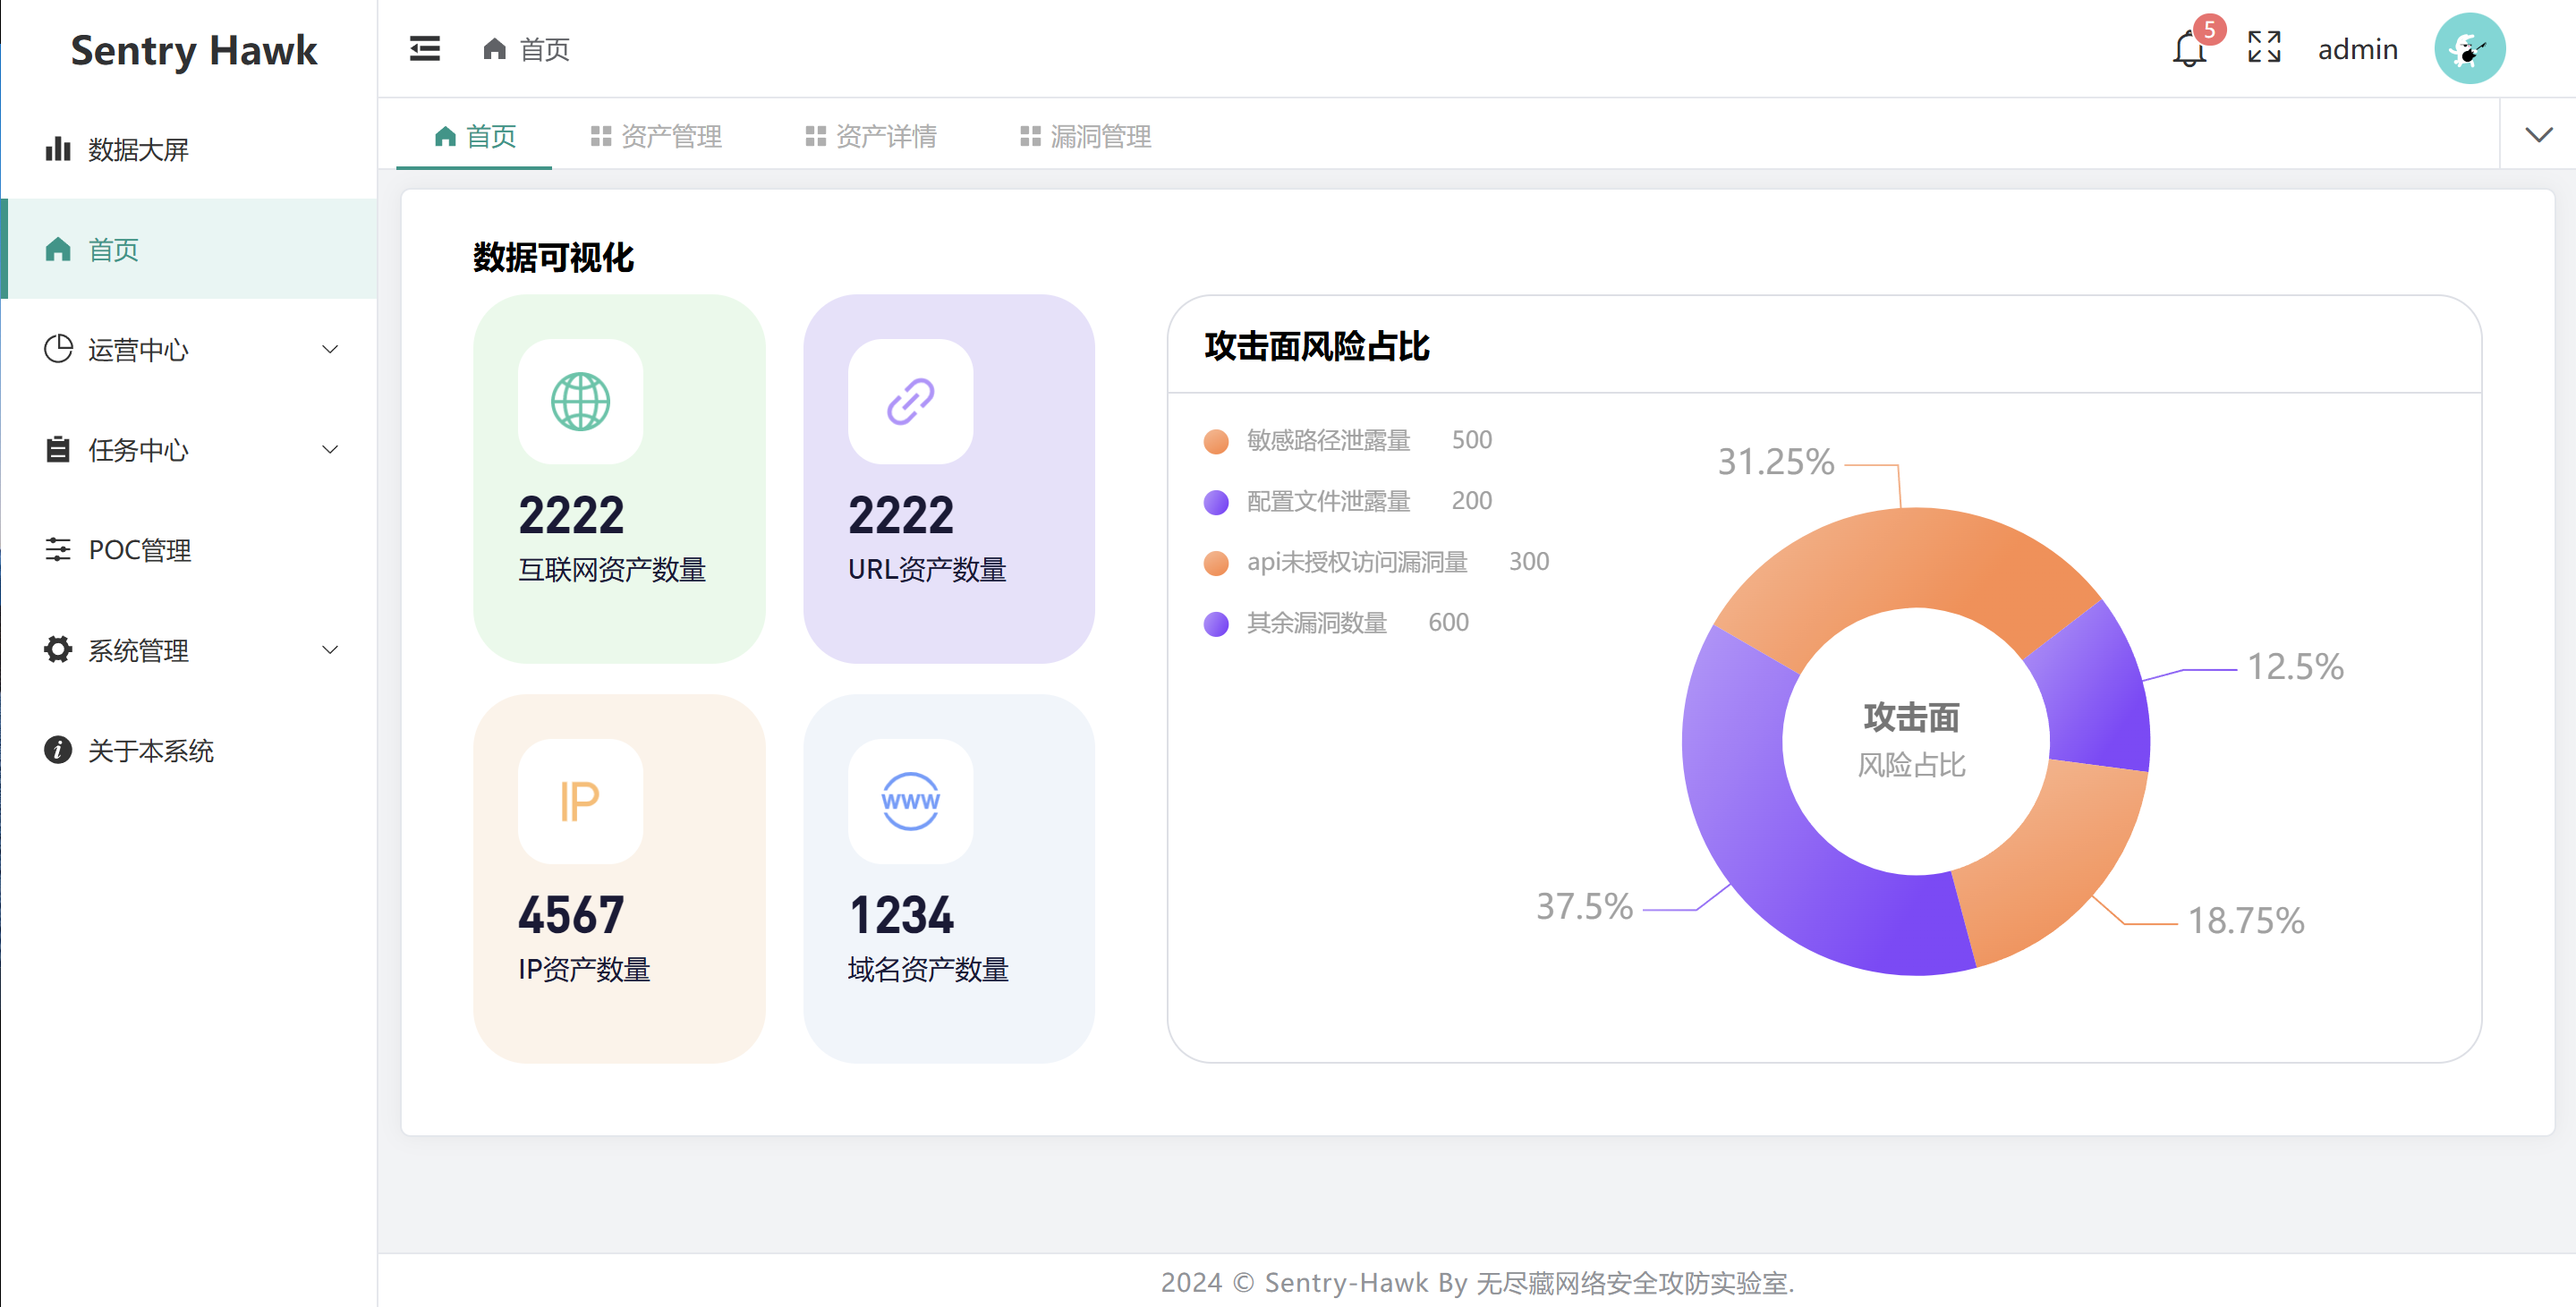 Sentry Hawk
首页
5
admin
数据大屏
首页
运营中心
任务中心
POC管理
系统管理
关于本系统
首页
资产管理
资产详情
漏洞管理
数据可视化
2222
互联网资产数量
2222
URL资产数量
IP
4567
IP资产数量
WWW
1234
域名资产数量
攻击面风险占比
敏感路径泄露量 500
配置文件泄露量 200
api未授权访问漏洞量 300
其余漏洞数量 600
31.25%
12.5%
18.75%
37.5%
攻击面
风险占比
2024 © Sentry-Hawk By 无尽藏网络安全攻防实验室.